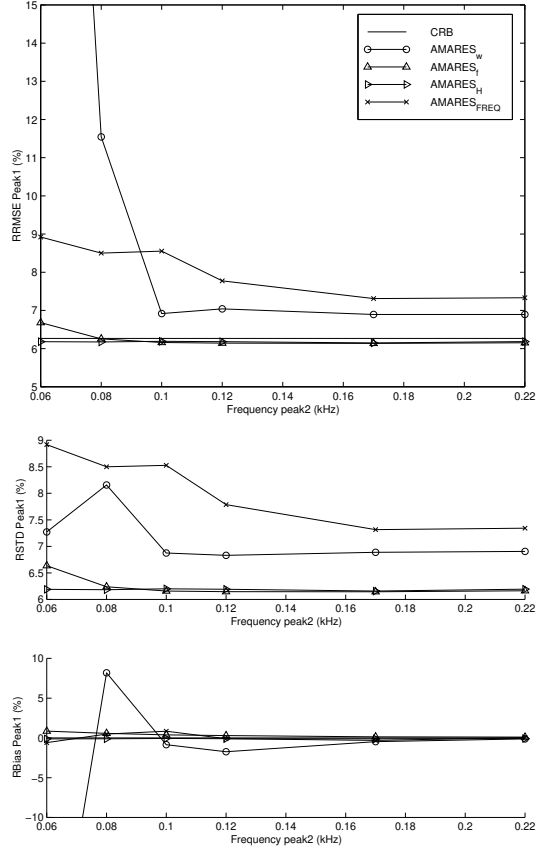 15
14
13
12
11
10
9
8
7
6
5
RRMSE Peak1 (%)
CRB
AMARES_w
AMARES_f
AMARES_H
AMARES_FREQ
0.06 0.08 0.1 0.12 0.14 0.16 0.18 0.2 0.22
Frequency peak2 (kHz)
9
8.5
8
7.5
7
6.5
6
RSTD Peak1 (%)
0.06 0.08 0.1 0.12 0.14 0.16 0.18 0.2 0.22
Frequency peak2 (kHz)
10
5
0
−5
−10
RBias Peak1 (%)
0.06 0.08 0.1 0.12 0.14 0.16 0.18 0.2 0.22
Frequency peak2 (kHz)